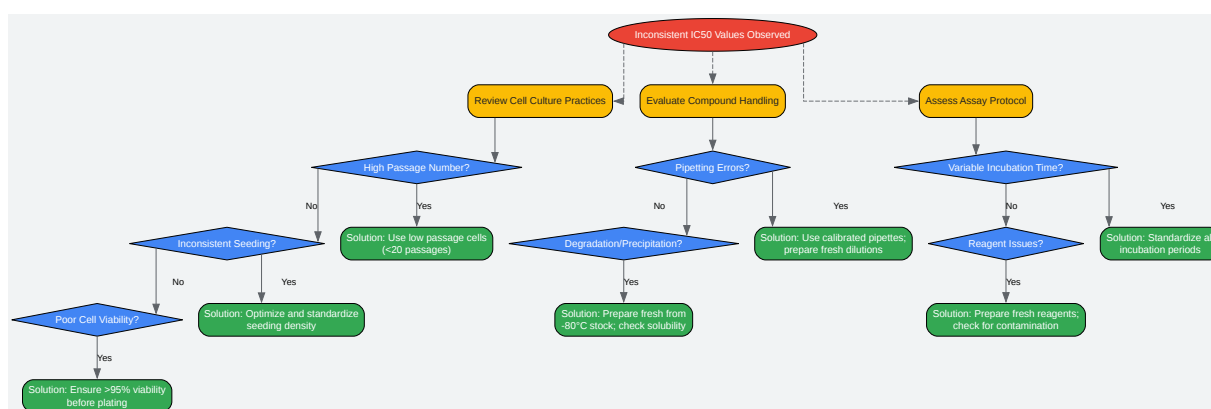 Inconsistent IC50 Values Observed
Review Cell Culture Practices
Evaluate Compound Handling
Assess Assay Protocol
High Passage Number?
Pipetting Errors?
Variable Incubation Time?
No
Yes
No
Yes
No
Yes
Inconsistent Seeding?
Solution: Use low passage cells
(<20 passages)
Degradation/Precipitation?
Solution: Use calibrated pipettes;
prepare fresh dilutions
Reagent Issues?
Solution: Standardize
incubation periods
No
Yes
Yes
Yes
Poor Cell Viability?
Solution: Optimize and standardize
seeding density
Solution: Prepare fresh from
-80°C stock; check solubility
Solution: Prepare fresh reagents;
check for contamination
Yes
Solution: Ensure >95% viability
before plating